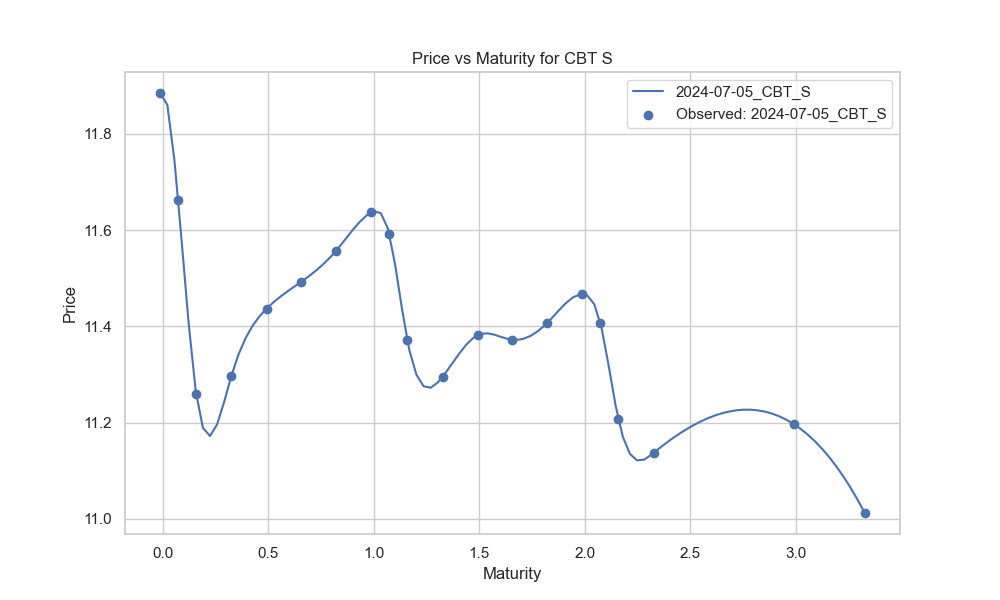 Price vs Maturity for CBT S
2024-07-05_CBT_S
Observed: 2024-07-05_CBT_S
Price
11.8
11.6
11.4
11.2
11.0
0.0 0.5 1.0 1.5 2.0 2.5 3.0
Maturity